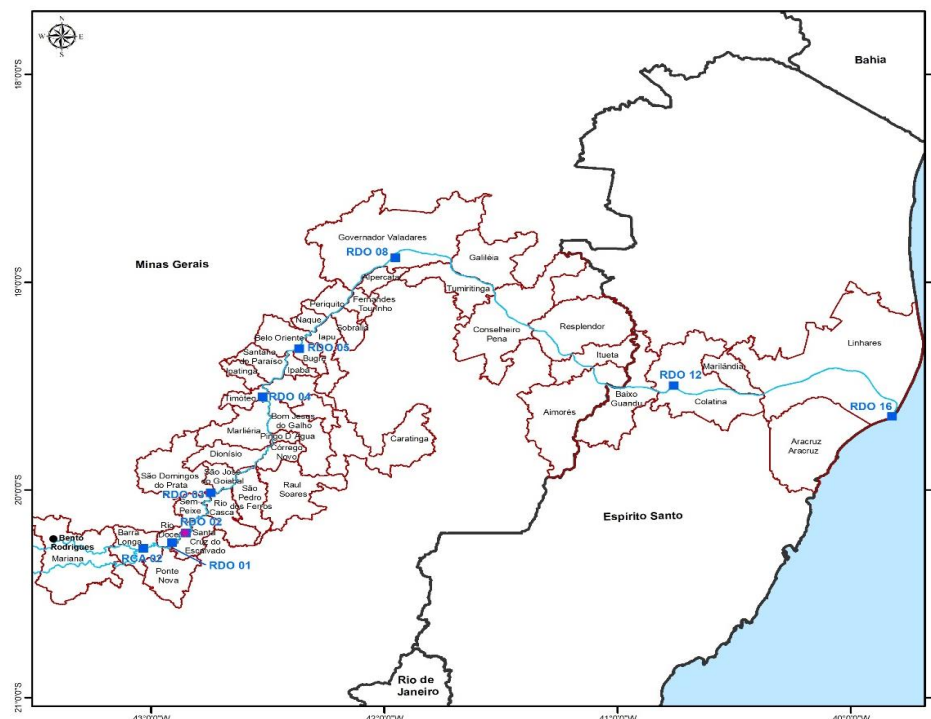 N
W E
S
Bahia
18°0'0"S
Minas Gerais
Governador Valadares
RDO 08
Galiléia
Alpercata
19°0'0"S
Tumiritinga
Periquito
Fernandes
Tourinho
Naque
Sobrália
Resplendor
Conselheiro
Pena
Belo Oriente
Iapu
Linhares
RDO 05
Santana
do Paraíso
Bugre
Itueta
Marilândia
Ipatinga
Ipaba
RDO 12
Timóteo
RDO 04
Baixo
Guandu
Colatina
RDO 16
Aimorés
Bom Jesus
do Galho
Marliéria
Pingo D'Água
Caratinga
Aracruz
Aracruz
Córrego
Novo
Dionísio
São José
do Goiabal
São Domingos
do Prata
Raul
Soares
São
Pedro
dos Ferros
20°0'0"S
RDO 03
Sem
Peixe
Rio
Casca
Espírito Santo
RDO 02
Rio
Doce
Santa
Cruz do
Escalvado
Barra
Longa
Bento
Rodrigues
Mariana
RCA 02
RDO 01
Ponte
Nova
Rio de
Janeiro
21°0'0"S
43°0'0"W
42°0'0"W
41°0'0"W
40°0'0"W